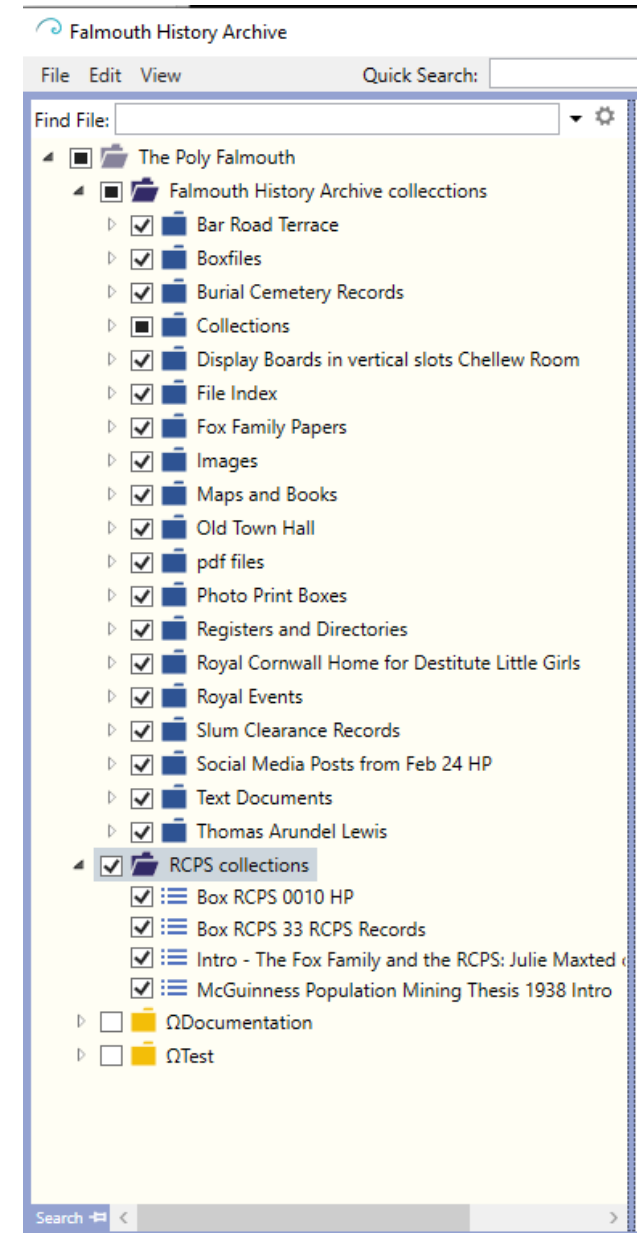 Falmouth History Archive
File Edit View Quick Search:
Find File:
The Poly Falmouth
Falmouth History Archive collecctions
Bar Road Terrace
Boxfiles
Burial Cemetery Records
Collections
Display Boards in vertical slots Chellew Room
File Index
Fox Family Papers
Images
Maps and Books
Old Town Hall
pdf files
Photo Print Boxes
Registers and Directories
Royal Cornwall Home for Destitute Little Girls
Royal Events
Slum Clearance Records
Social Media Posts from Feb 24 HP
Text Documents
Thomas Arundel Lewis
RCPS collections
Box RCPS 0010 HP
Box RCPS 33 RCPS Records
Intro - The Fox Family and the RCPS: Julie Maxted
McGuinness Population Mining Thesis 1938 Intro
ΩDocumentation
ΩTest
Search